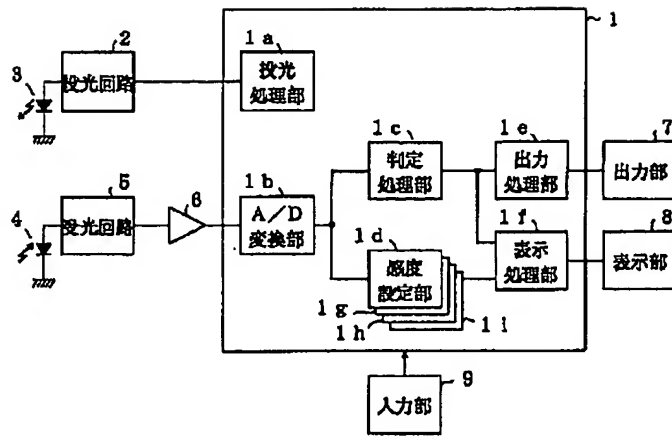 1
2
3
投光回路
1a
投光
処理部
4
5
受光回路
6
1b
A/D
変換部
1c
判定
処理部
1d
感度
設定部
1g
1h
1i
1e
出力
処理部
1f
表示
処理部
7
出力部
8
表示部
9
入力部